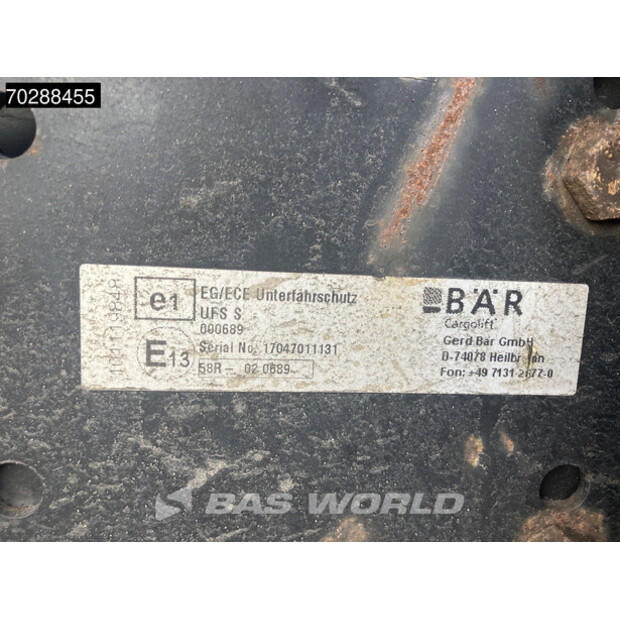 70288455
e1
EG/ECE Unterfahrschutz
UFS S
000689
E13
Serial No. 17047011131
58R - 02 0689
BÄR
Cargolift
Gerd Bär GmbH
D-74078 Heilbronn
Fon: +49 7131-2877-0
BAS WORLD